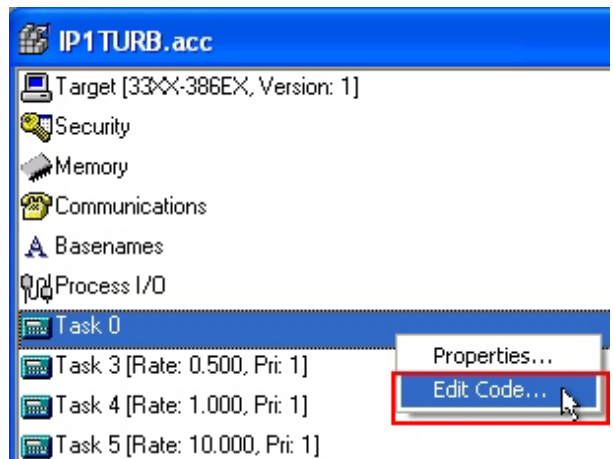 IP1TURB.acc
Target [33XX-386EX, Version: 1]
Security
Memory
Communications
Basenames
Process I/O
Task 0
Properties...
Task 3 [Rate: 0.500, Pri: 1]
Edit Code...
Task 4 [Rate: 1.000, Pri: 1]
Task 5 [Rate: 10.000, Pri: 1]